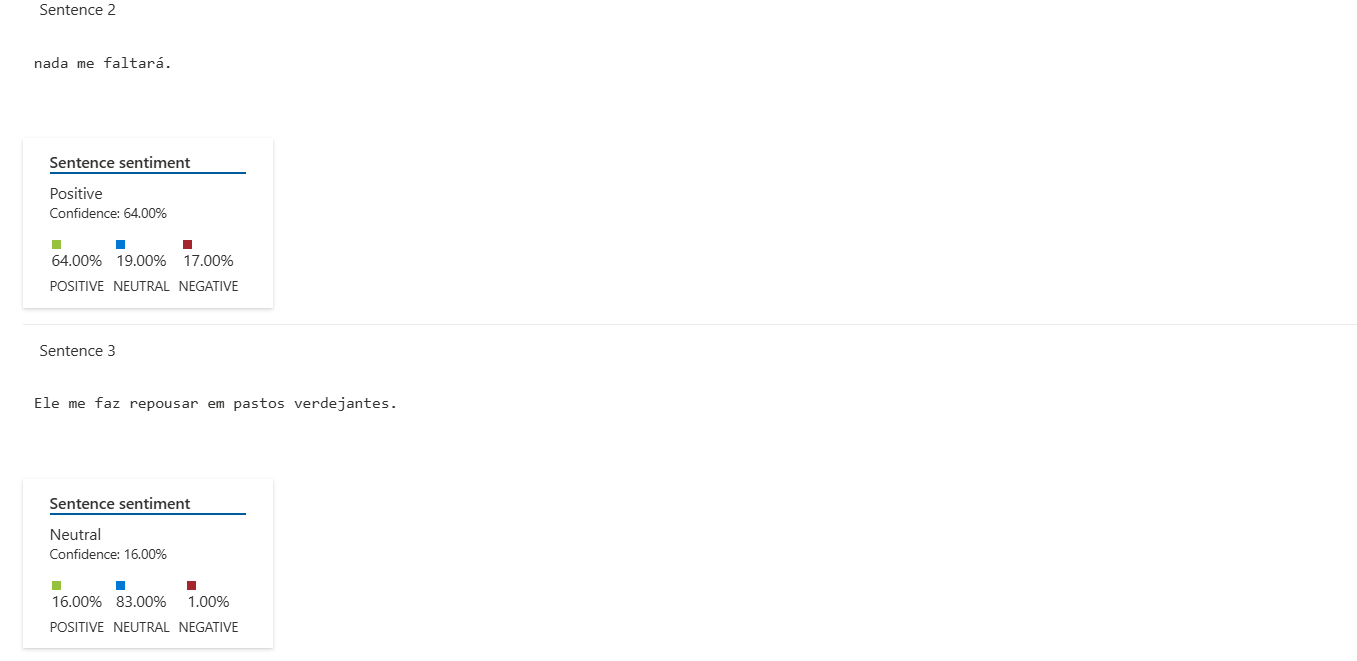 Sentence 2
nada me faltará.
Sentence sentiment
Positive
Confidence: 64.00%
64.00% 19.00% 17.00%
POSITIVE NEUTRAL NEGATIVE
Sentence 3
Ele me faz repousar em pastos verdejantes.
Sentence sentiment
Neutral
Confidence: 16.00%
16.00% 83.00% 1.00%
POSITIVE NEUTRAL NEGATIVE